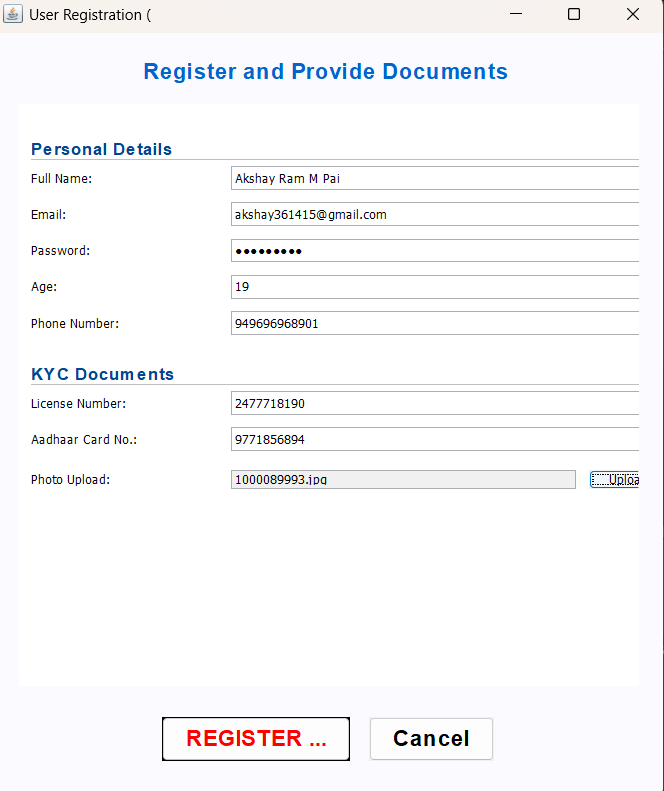 User Registration (
Register and Provide Documents
Personal Details
Full Name: Akshay Ram M Pai
Email: akshay361415@gmail.com
Password: ●●●●●●●●●
Age: 19
Phone Number: 949696968901
KYC Documents
License Number: 2477718190
Aadhaar Card No.: 9771856894
Photo Upload: 1000089993.jpg Uploa
REGISTER ... Cancel